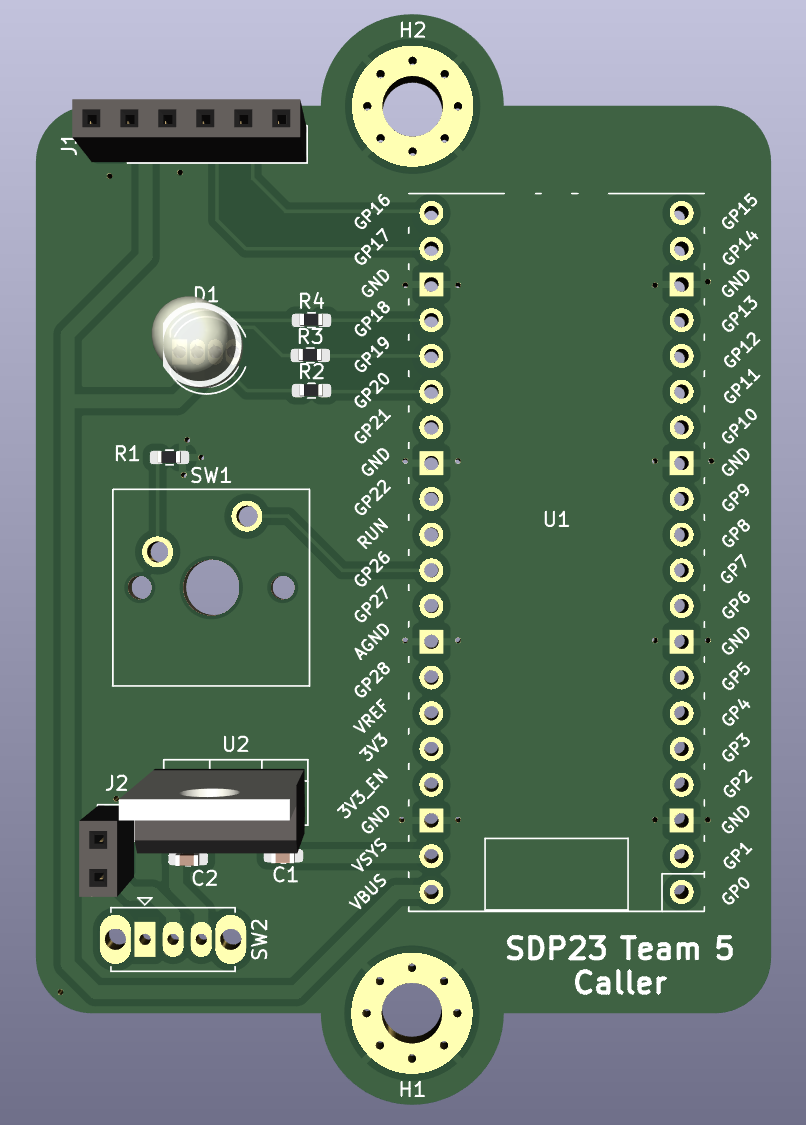 H2
J1
GP16
GP15
GP17
GP14
GND
GND
D1
R4
GP18
GP13
R3
GP19
GP12
R2
GP20
GP11
GP21
GP10
R1
SW1
GND
GND
GP22
GP9
U1
RUN
GP8
GP26
GP7
GP27
GP6
AGND
GND
GP28
GP5
VREF
GP4
U2
3V3
GP3
J2
3V3_EN
GP2
GND
GND
VSYS
GP1
C2
C1
VBUS
GP0
SW2
SDP23 Team 5
Caller
H1